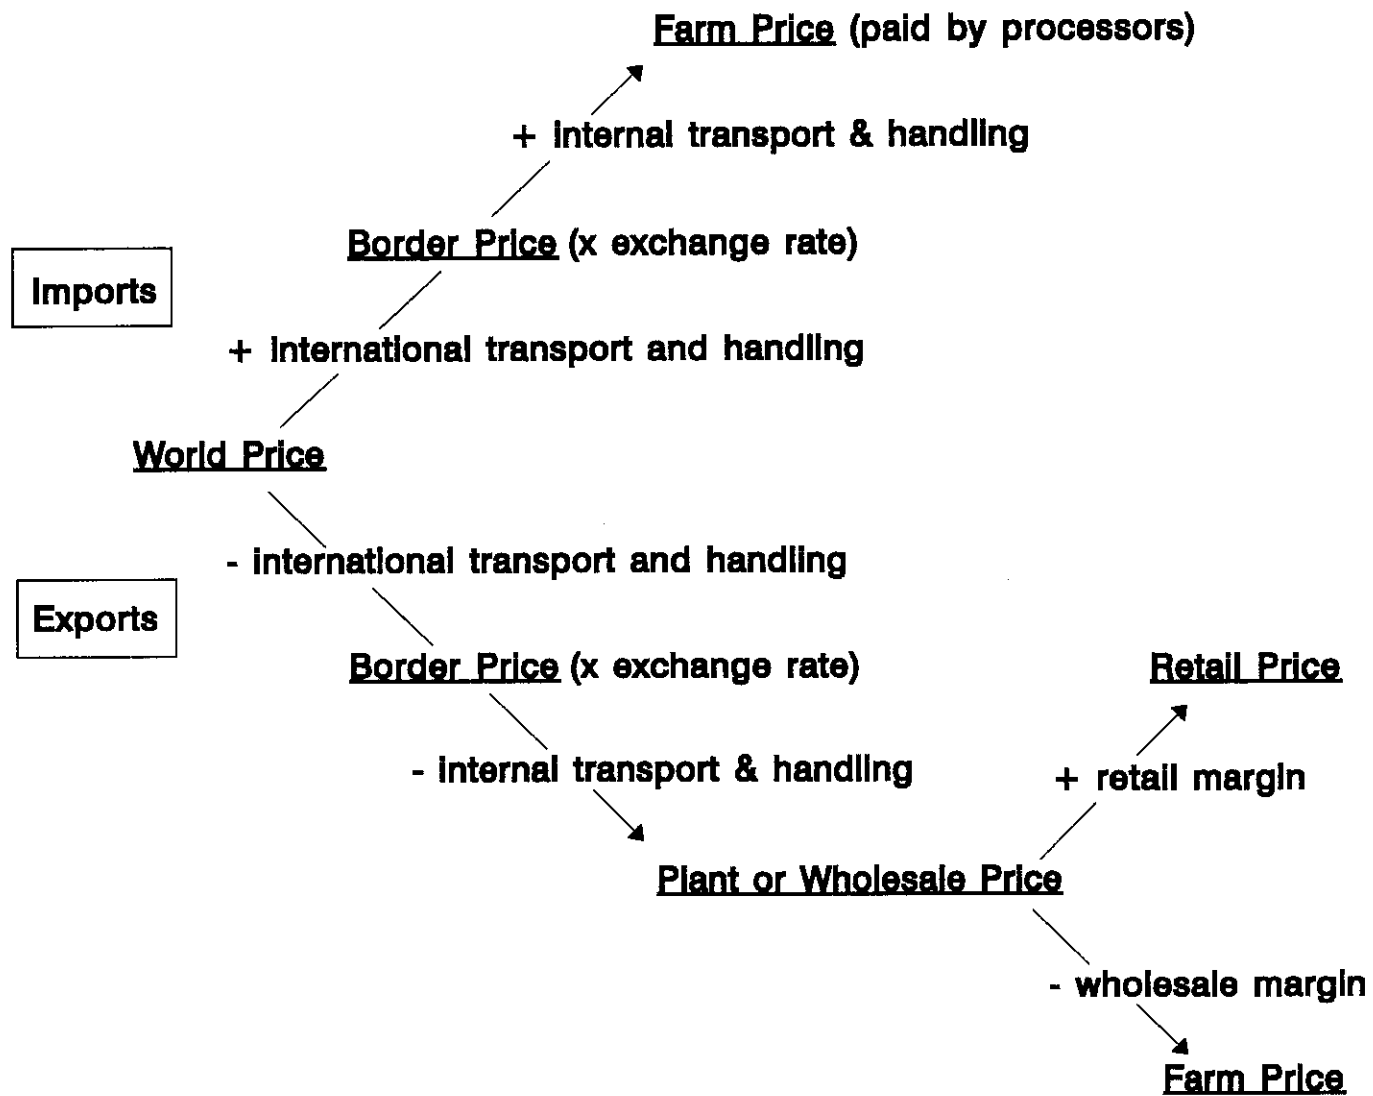 Farm Price (paid by processors)
+ internal transport & handling
Border Price (x exchange rate)
Imports
+ international transport and handling
World Price
- international transport and handling
Exports
Border Price (x exchange rate)
Retail Price
- internal transport & handling
+ retail margin
Plant or Wholesale Price
- wholesale margin
Farm Price